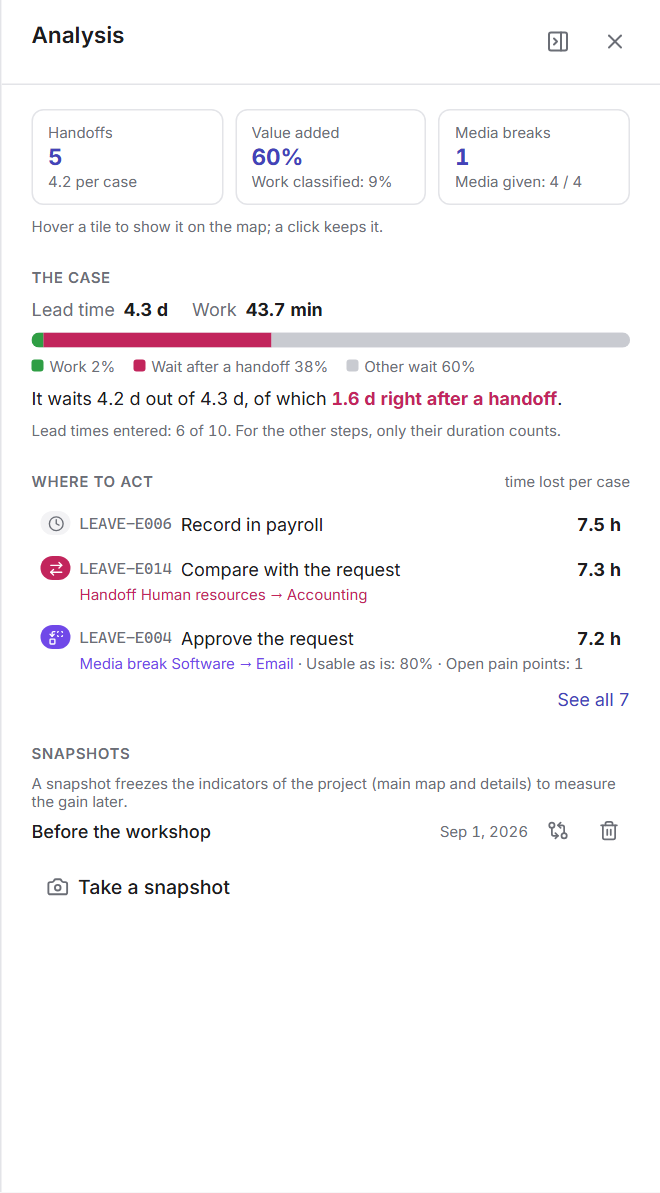 Analysis
Handoffs
5
4.2 per case
Value added
60%
Work classified: 9%
Media breaks
1
Media given: 4 / 4
Hover a tile to show it on the map; a click keeps it.
THE CASE
Lead time 4.3 d Work 43.7 min
Work 2% Wait after a handoff 38% Other wait 60%
It waits 4.2 d out of 4.3 d, of which 1.6 d right after a handoff.
Lead times entered: 6 of 10. For the other steps, only their duration counts.
WHERE TO ACT time lost per case
LEAVE-E006 Record in payroll 7.5 h
LEAVE-E014 Compare with the request 7.3 h
Handoff Human resources → Accounting
LEAVE-E004 Approve the request 7.2 h
Media break Software → Email · Usable as is: 80% · Open pain points: 1
See all 7
SNAPSHOTS
A snapshot freezes the indicators of the project (main map and details) to measure
the gain later.
Before the workshop Sep 1, 2026
Take a snapshot